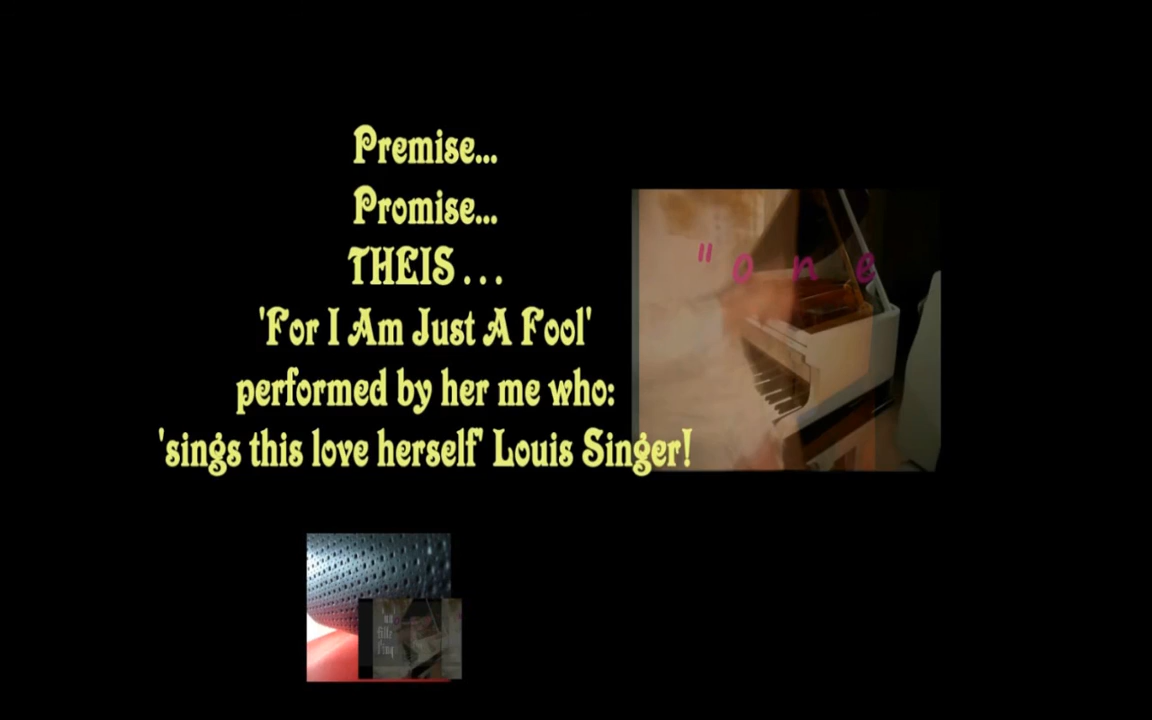 Premise...
Promise...
THEIS . . .
'For I Am Just A Fool'
performed by her me who:
'sings this love herself' Louis Singer!
"one